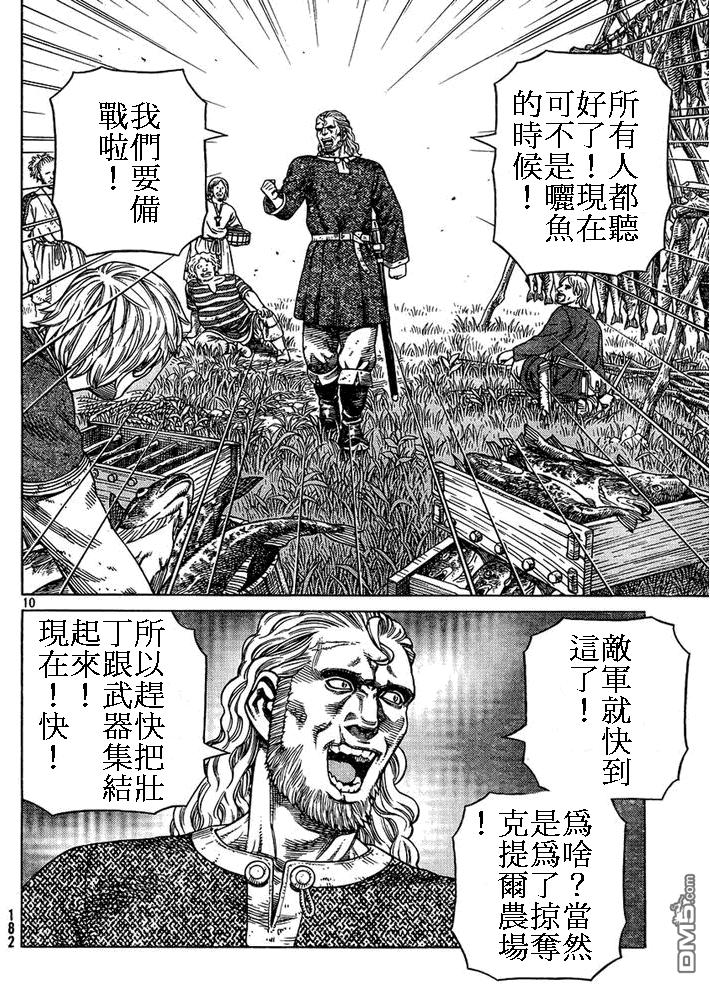 所有人都聽
好了！現在
可不是曬魚
的時候！
我們要備
戰啦！
10
敵軍就快到
這了！
為啥？當然
是為了掠奪
克提爾農場
！
所以趕快把壯
丁跟武器集結
起來！
現在！快！
182
DM5.com